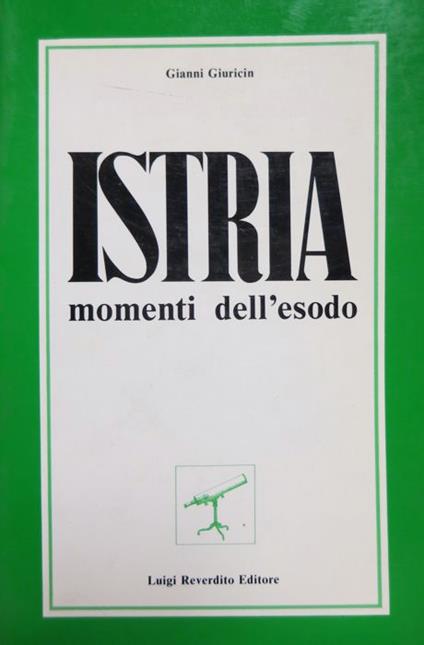 Gianni Giuricin
ISTRIA
momenti dell'esodo
Luigi Reverdito Editore